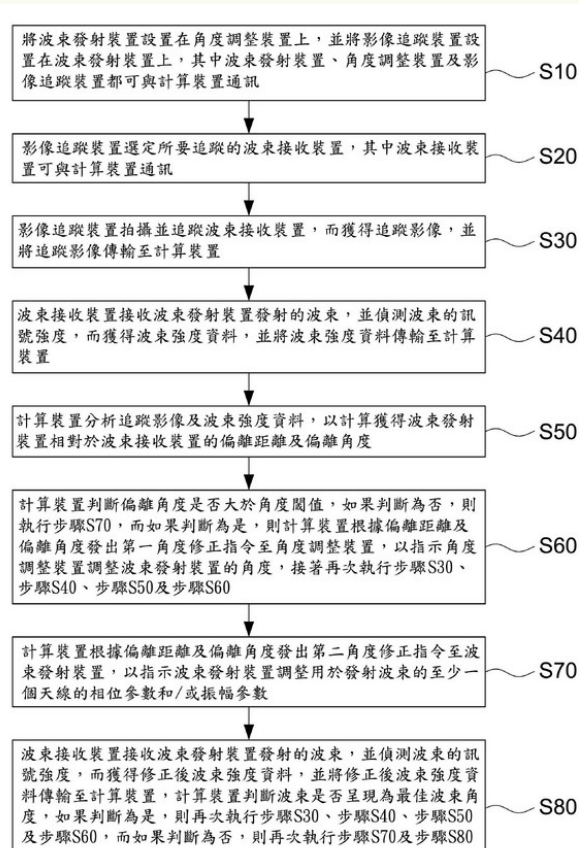 將波束發射裝置設置在角度調整裝置上，並將影像追蹤裝置設
置在波束發射裝置上，其中波束發射裝置、角度調整裝置及影
像追蹤裝置都可與計算裝置通訊
S10
影像追蹤裝置選定所要追蹤的波束接收裝置，其中波束接收裝
置可與計算裝置通訊
S20
影像追蹤裝置拍攝並追蹤波束接收裝置，而獲得追蹤影像，並
將追蹤影像傳輸至計算裝置
S30
波束接收裝置接收波束發射裝置發射的波束，並偵測波束的訊
號強度，而獲得波束強度資料，並將波束強度資料傳輸至計算
裝置
S40
計算裝置分析追蹤影像及波束強度資料，以計算獲得波束發射
裝置相對於波束接收裝置的偏離距離及偏離角度
S50
計算裝置判斷偏離角度是否大於角度閾值，如果判斷為否，則
執行步驟S70，而如果判斷為是，則計算裝置根據偏離距離及
偏離角度發出第一角度修正指令至角度調整裝置，以指示角度
調整裝置調整波束發射裝置的角度，接著再次執行步驟S30、
步驟S40、步驟S50及步驟S60
S60
計算裝置根據偏離距離及偏離角度發出第二角度修正指令至波
束發射裝置，以指示波束發射裝置調整用於發射波束的至少一
個天線的相位參數和/或振幅參數
S70
波束接收裝置接收波束發射裝置發射的波束，並偵測波束的訊
號強度，而獲得修正後波束強度資料，並將修正後波束強度資
料傳輸至計算裝置，計算裝置判斷波束是否呈現為最佳波束角
度，如果判斷為是，則再次執行步驟S30、步驟S40、步驟S50
及步驟S60，而如果判斷為否，則再次執行步驟S70及步驟S80
S80